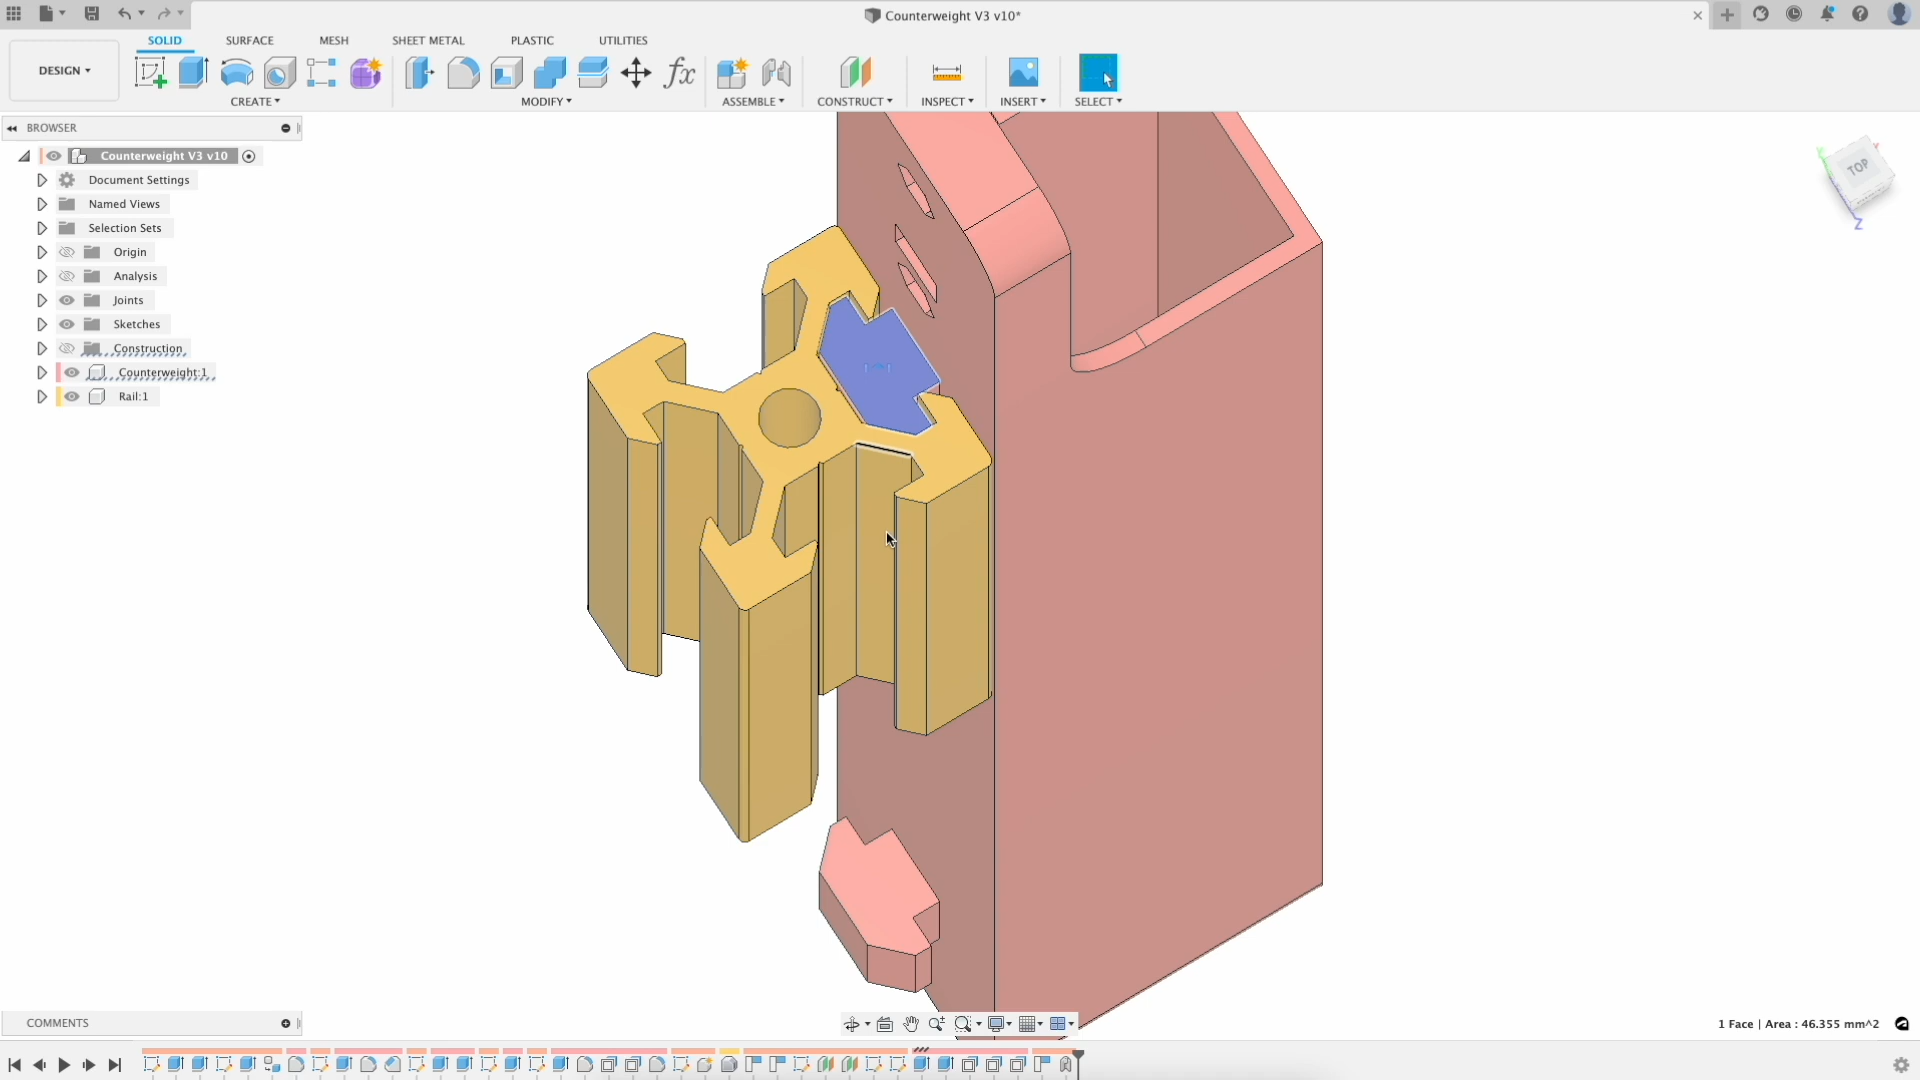 Counterweight V3 v10*
SOLID SURFACE MESH SHEET METAL PLASTIC UTILITIES
DESIGN
fx
CREATE MODIFY ASSEMBLE CONSTRUCT INSPECT INSERT SELECT
BROWSER
Counterweight V3 v10
Document Settings
Named Views
Selection Sets
Origin
Analysis
Joints
Sketches
Construction
Counterweight:1
Rail:1
TOP
Z
COMMENTS
1 Face | Area : 46.355 mm^2